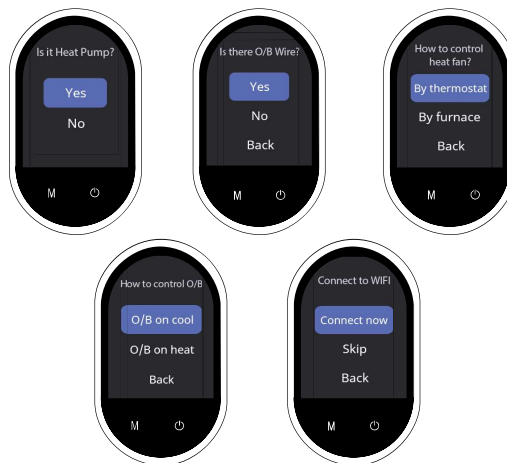 Is it Heat Pump?
Yes
No
M
Is there O/B Wire?
Yes
No
Back
M
How to control
heat fan?
By thermostat
By furnace
Back
M
How to control O/B
O/B on cool
O/B on heat
Back
M
Connect to WIFI
Connect now
Skip
Back
M